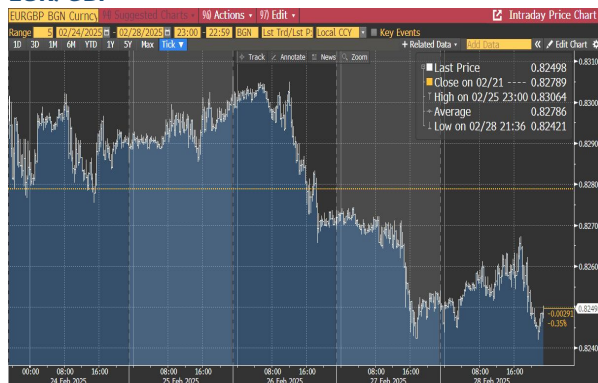 EURGBP BGN Curncy 94) Suggested Charts 96) Actions 97) Edit Intraday Price Chart
Range 5 02/24/2025 - 02/28/2025 23:00 - 22:59 BGN Lst Trd/Lst P: Local CCY Key Events
1D 3D 1M 6M YTD 1Y 5Y Max Tick + Related Data Add Data « Edit Chart
Track Annotate News Zoom
Last Price 0.82498
Close on 02/21 ---- 0.82789
High on 02/25 23:00 0.83064
Average 0.82786
Low on 02/28 21:36 0.82421
0.8310
0.8300
0.8290
0.8280
0.8270
0.8260
0.8249
-0.00291
-0.35%
0.8240
00:00 08:00 16:00 08:00 16:00 08:00 16:00 08:00 16:00 08:00 16:00
24 Feb 2025 25 Feb 2025 26 Feb 2025 27 Feb 2025 28 Feb 2025